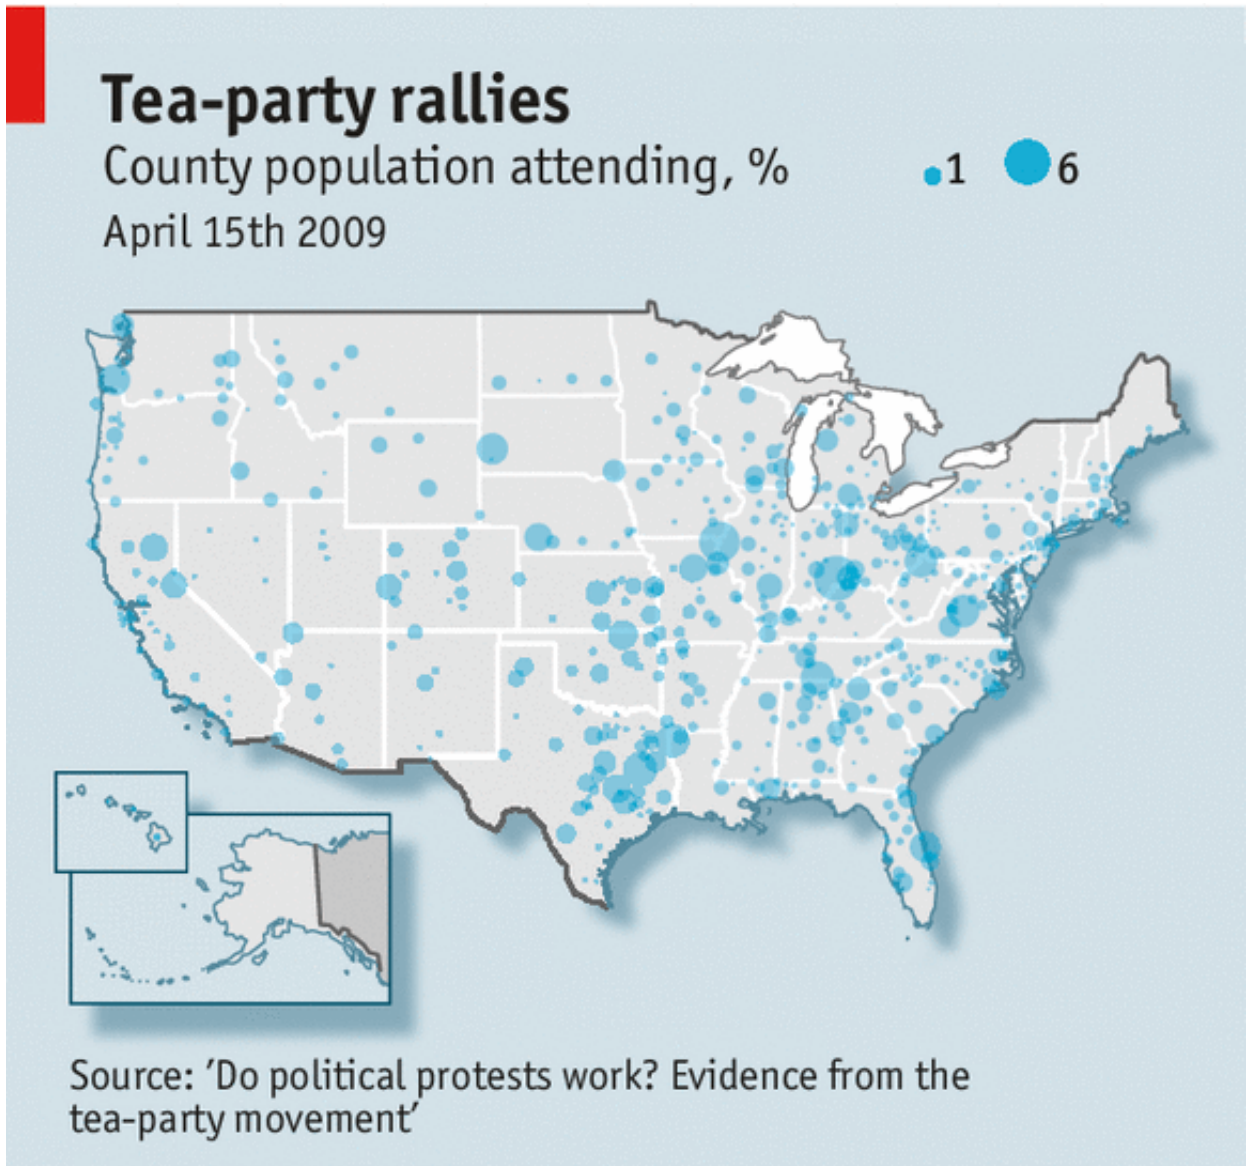 Tea-party rallies
County population attending, %
1 6
April 15th 2009
Source: ‘Do political protests work? Evidence from the
tea-party movement’